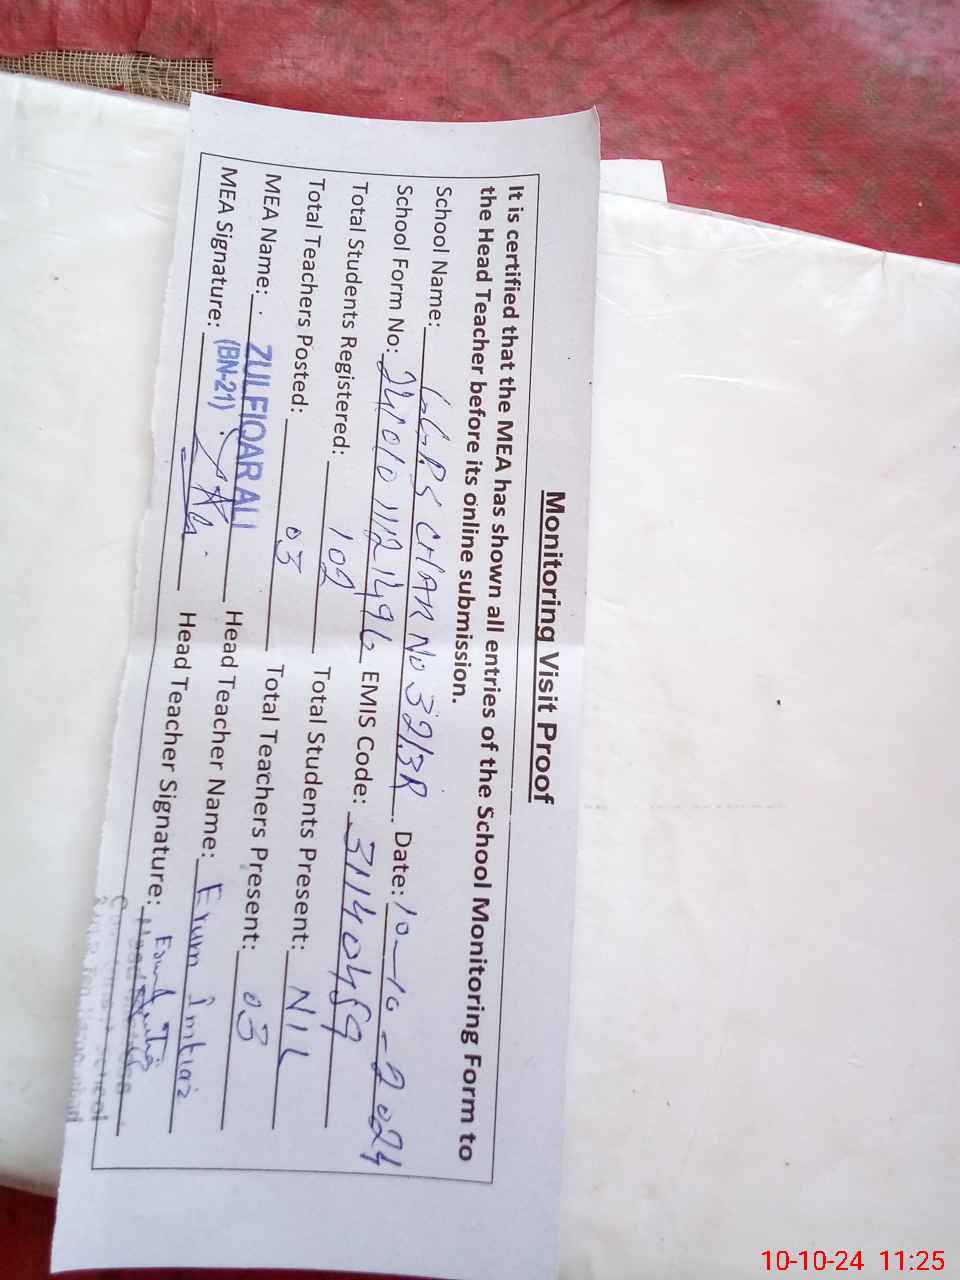 Monitoring Visit Proof
It is certified that the MEA has shown all entries of the School Monitoring Form to
the Head Teacher before its online submission.
School Name: GGPS CHAK No 32/3R Date: 10-10-2024
School Form No: EMIS Code: 31140459
Total Students Registered: 102 Total Students Present: NIL
Total Teachers Posted: 03 Total Teachers Present: 03
MEA Name: ZULFIQAR ALI Head Teacher Name: Erum Imtiaz
(BN-21)
MEA Signature: Head Teacher Signature:
10-10-24 11:25